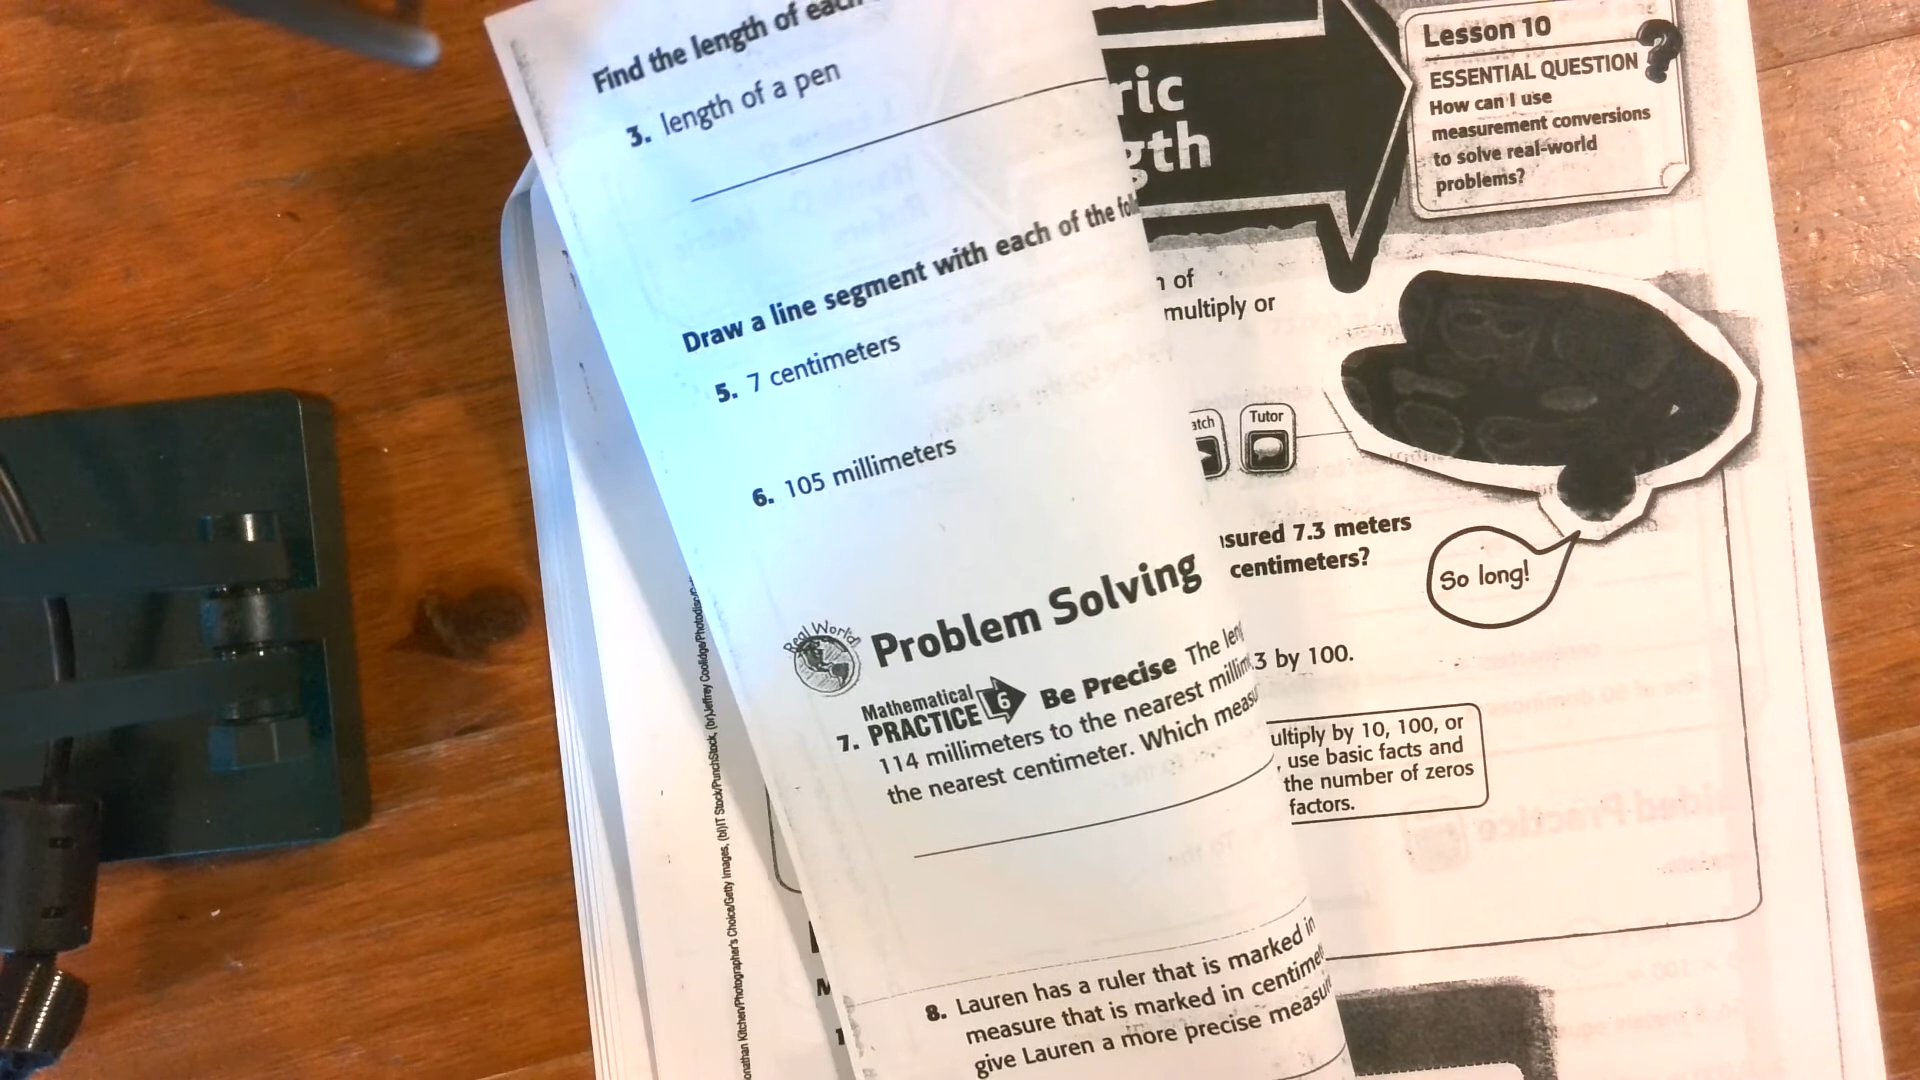 Find the length of each
3. length of a pen
Draw a line segment with each of the
5. 7 centimeters
6. 105 millimeters
Real World
Problem Solving
Mathematical
7. PRACTICE 6 Be Precise The
114 millimeters to the nearest
the nearest centimeter. Which
8. Lauren has a ruler that is marked in
measure that is marked in
give Lauren a more precise
ric
gth
Lesson 10
ESSENTIAL QUESTION
?
How can I use
measurement conversions
to solve real-world
problems?
of
multiply or
atch
Tutor
sured 7.3 meters
centimeters?
So long!
3 by 100.
ultiply by 10, 100, or
, use basic facts and
the number of zeros
factors.